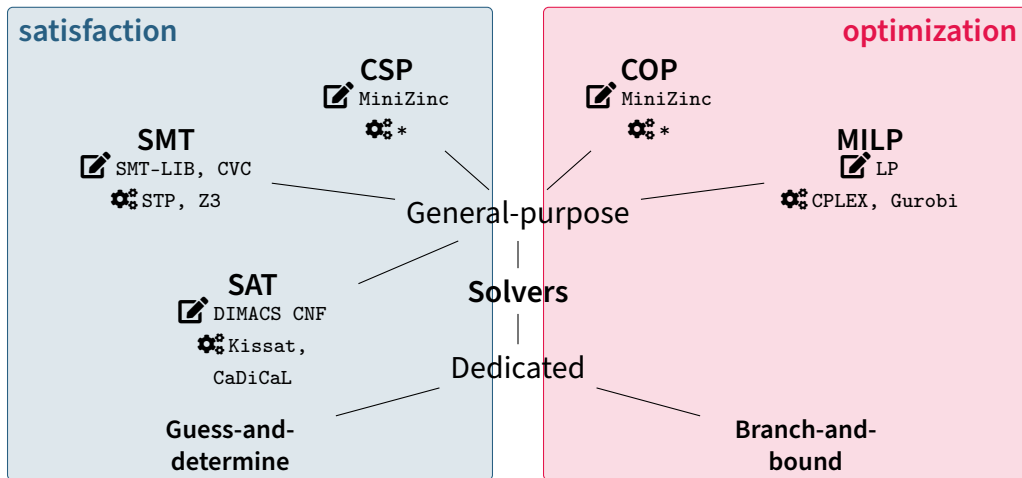 satisfaction
optimization
CSP
MiniZinc
*
COP
MiniZinc
*
SMT
SMT-LIB, CVC
STP, Z3
MILP
LP
CPLEX, Gurobi
General-purpose
SAT
DIMACS CNF
Kissat,
CaDiCaL
Solvers
Dedicated
Guess-and-
determine
Branch-and-
bound